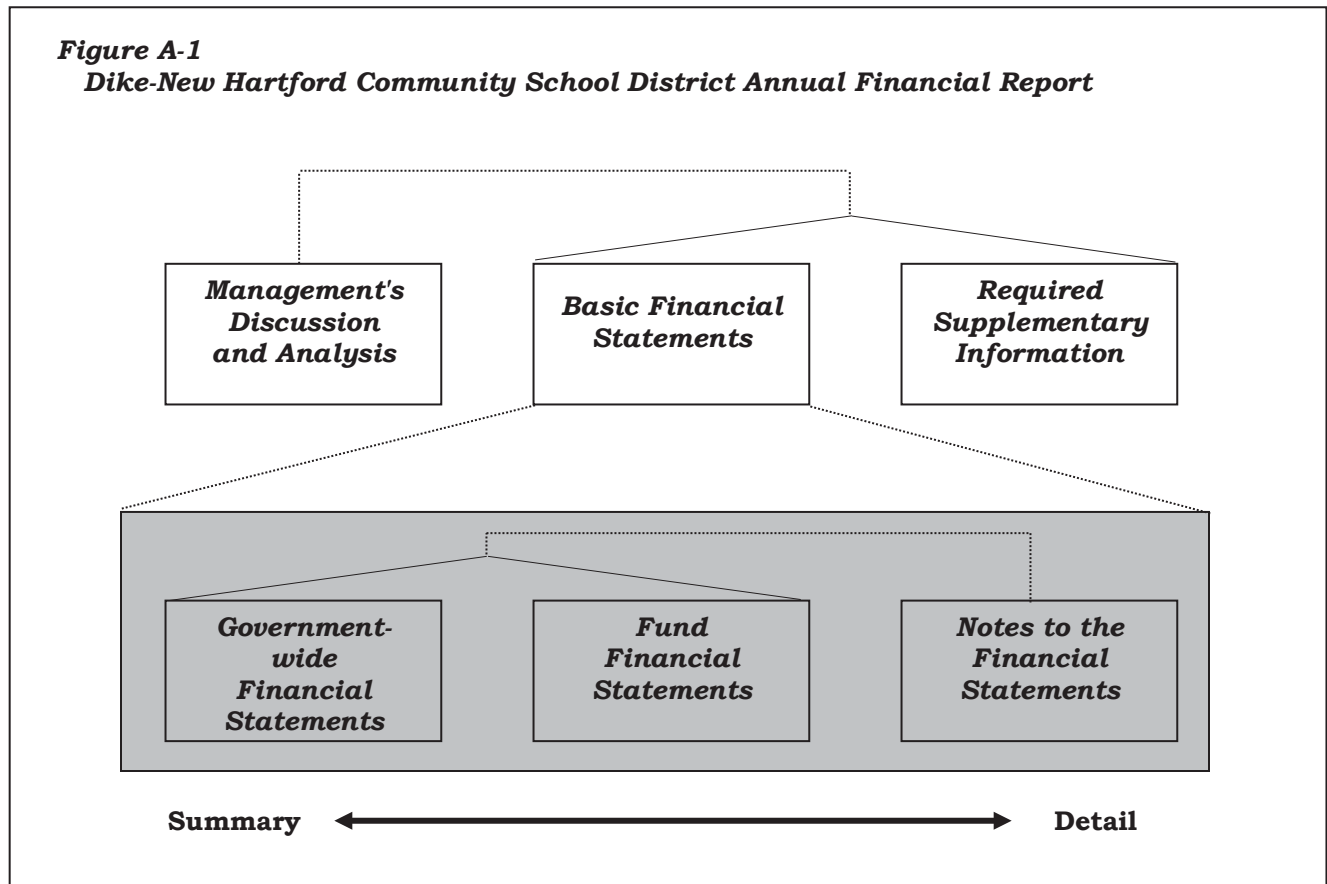 Figure A-1
Dike-New Hartford Community School District Annual Financial Report
Management's
Discussion
and Analysis
Basic Financial
Statements
Required
Supplementary
Information
Government-
wide
Financial
Statements
Fund
Financial
Statements
Notes to the
Financial
Statements
Summary
Detail